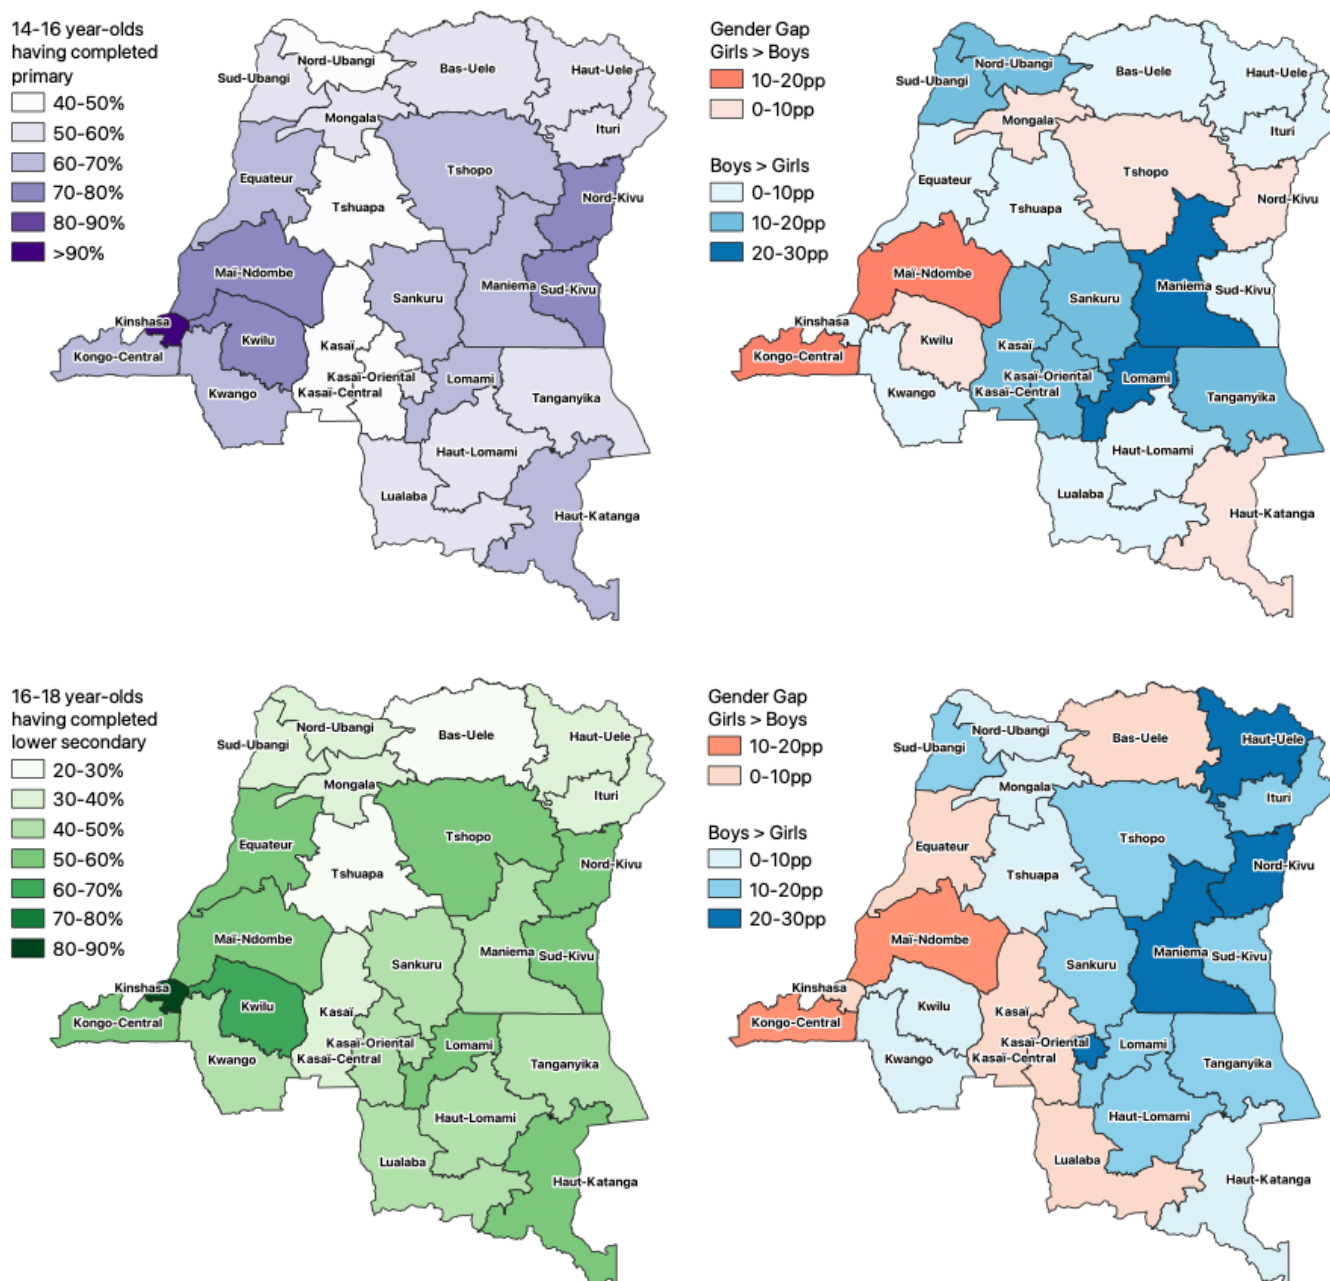 14-16 year-olds
having completed
primary
40-50%
50-60%
60-70%
70-80%
80-90%
>90%
Nord-Ubangi
Sud-Ubangi
Bas-Uele
Haut-Uele
Mongala
Ituri
Equateur
Tshopo
Nord-Kivu
Tshuapa
Maï-Ndombe
Sankuru
Maniema
Sud-Kivu
Kinshasa
Kwilu
Kasaï
Kongo-Central
Kasaï-Oriental
Lomami
Kwango
Kasaï-Central
Tanganyika
Haut-Lomami
Lualaba
Haut-Katanga
Gender Gap
Girls > Boys
10-20pp
0-10pp
Boys > Girls
0-10pp
10-20pp
20-30pp
Nord-Ubangi
Sud-Ubangi
Bas-Uele
Haut-Uele
Mongala
Ituri
Equateur
Tshopo
Nord-Kivu
Tshuapa
Maï-Ndombe
Sankuru
Maniema
Sud-Kivu
Kinshasa
Kwilu
Kasaï
Kongo-Central
Kasaï-Oriental
Lomami
Kwango
Kasaï-Central
Tanganyika
Haut-Lomami
Lualaba
Haut-Katanga
16-18 year-olds
having completed
lower secondary
20-30%
30-40%
40-50%
50-60%
60-70%
70-80%
80-90%
Nord-Ubangi
Sud-Ubangi
Bas-Uele
Haut-Uele
Mongala
Ituri
Equateur
Tshopo
Nord-Kivu
Tshuapa
Maï-Ndombe
Sankuru
Maniema
Sud-Kivu
Kinshasa
Kwilu
Kasaï
Kongo-Central
Kasaï-Oriental
Lomami
Kwango
Kasaï-Central
Tanganyika
Haut-Lomami
Lualaba
Haut-Katanga
Gender Gap
Girls > Boys
10-20pp
0-10pp
Boys > Girls
0-10pp
10-20pp
20-30pp
Nord-Ubangi
Sud-Ubangi
Bas-Uele
Haut-Uele
Mongala
Ituri
Equateur
Tshopo
Nord-Kivu
Tshuapa
Maï-Ndombe
Sankuru
Maniema
Sud-Kivu
Kinshasa
Kwilu
Kasaï
Kongo-Central
Kasaï-Oriental
Lomami
Kwango
Kasaï-Central
Tanganyika
Haut-Lomami
Lualaba
Haut-Katanga